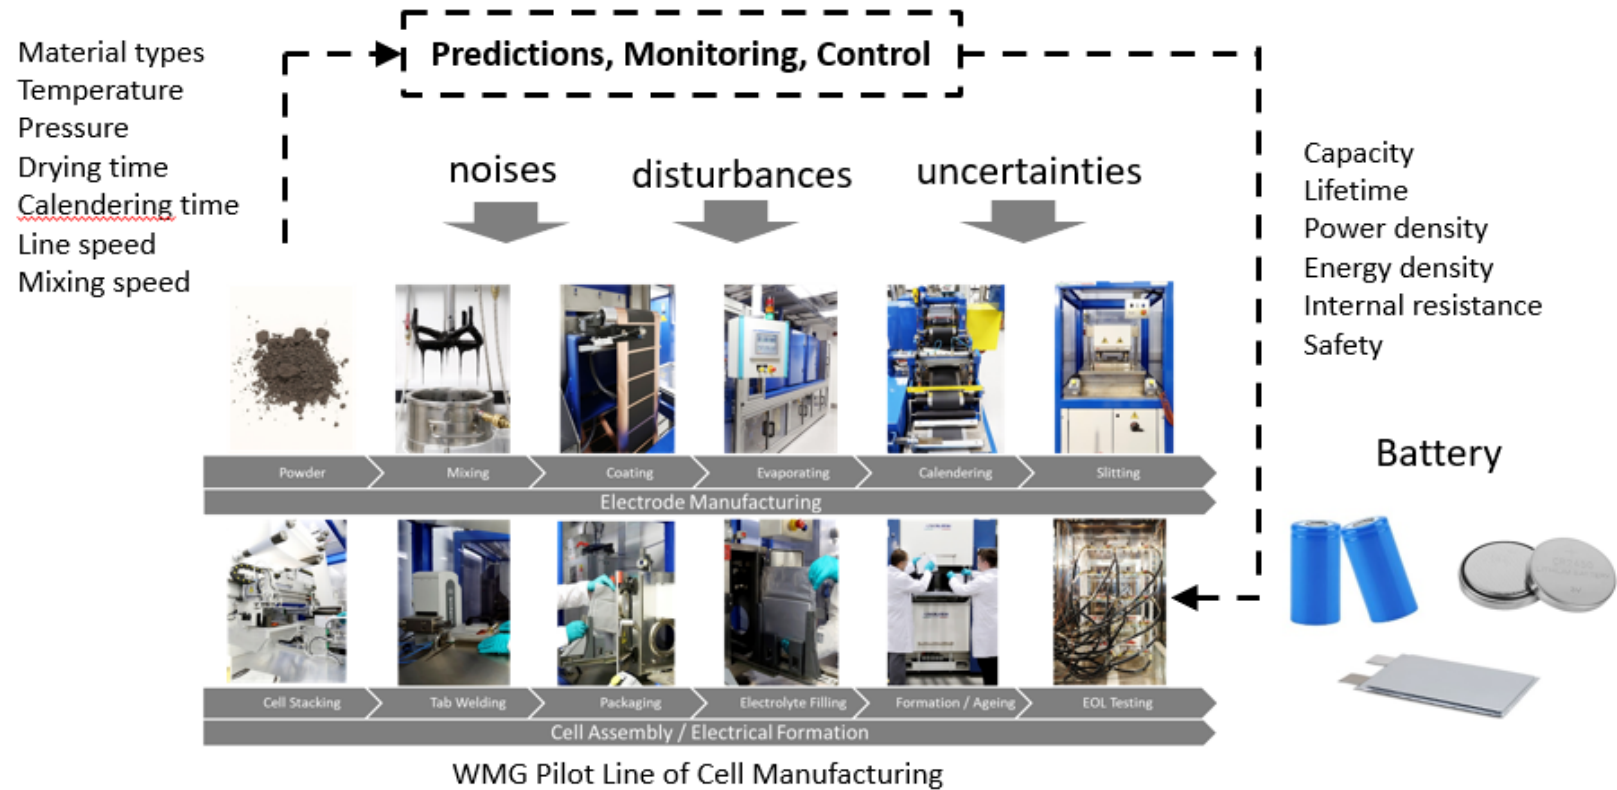 Predictions, Monitoring, Control
Material types
Temperature
Pressure
Drying time
Calendering time
Line speed
Mixing speed
noises
disturbances
uncertainties
Capacity
Lifetime
Power density
Energy density
Internal resistance
Safety
Battery
Powder
Mixing
Coating
Evaporating
Calendering
Slitting
Electrode Manufacturing
Cell Stacking
Tab Welding
Packaging
Electrolyte Filling
Formation / Ageing
EOL Testing
Cell Assembly / Electrical Formation
WMG Pilot Line of Cell Manufacturing